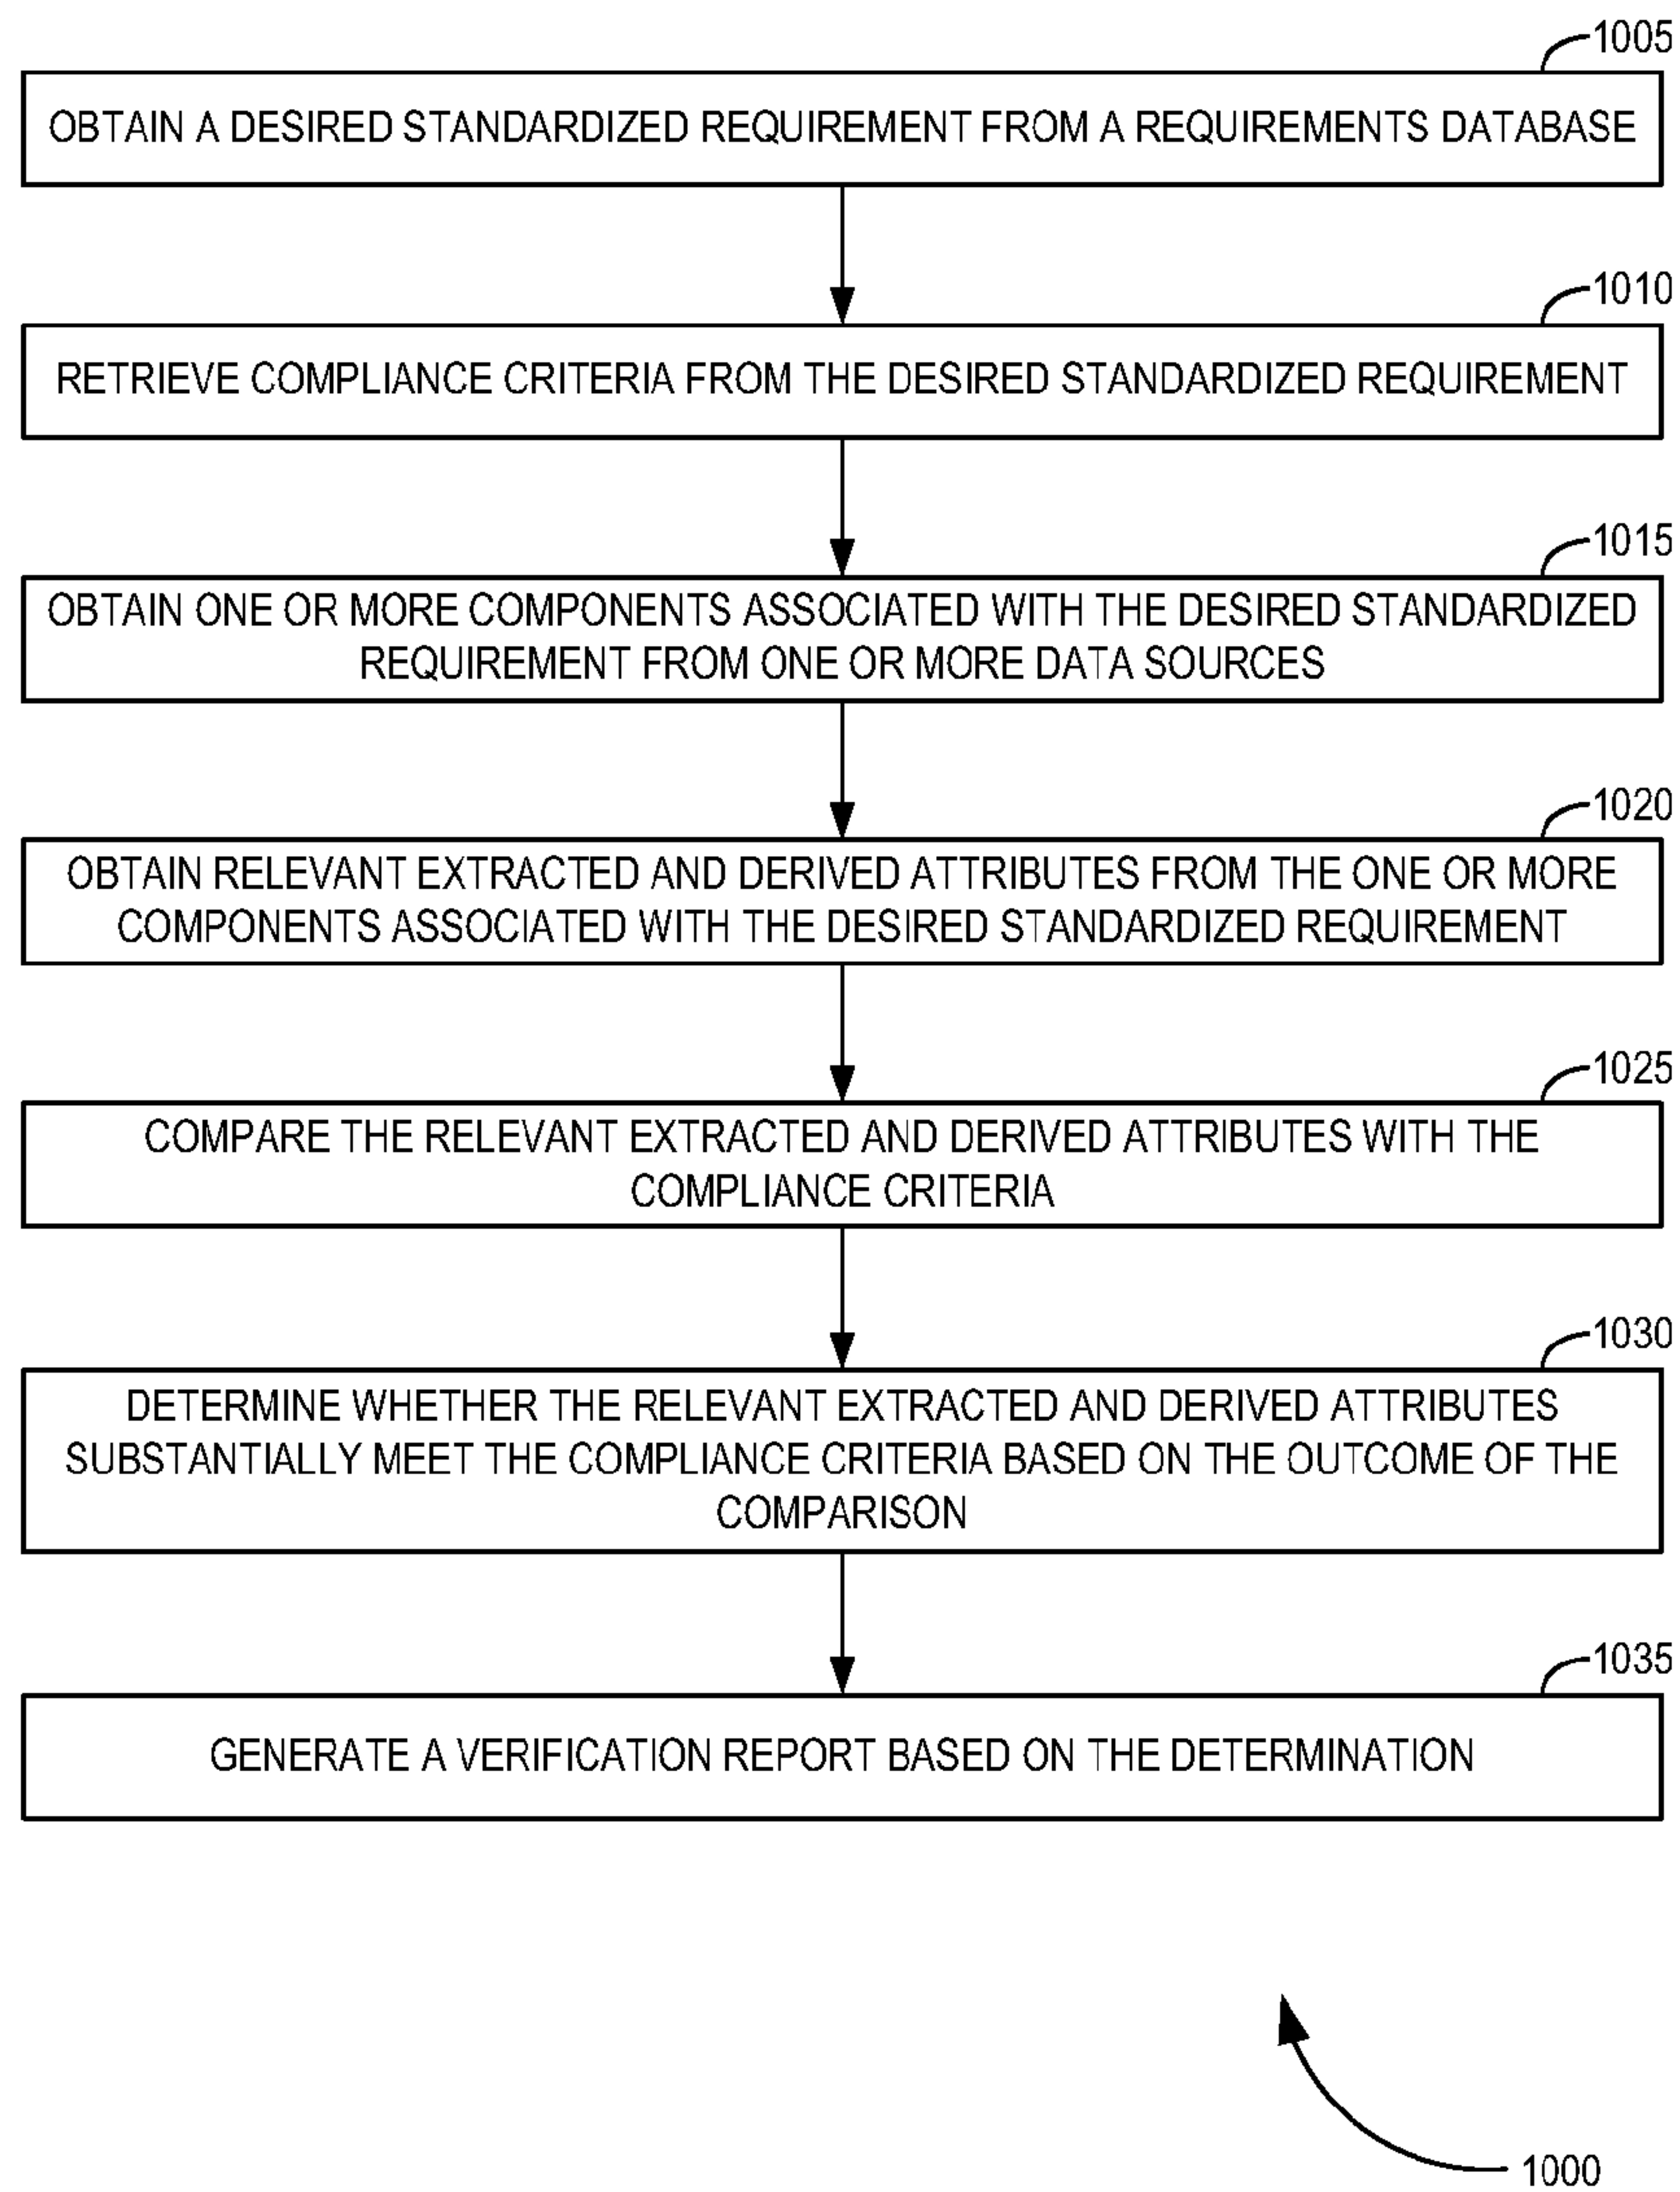 1005
OBTAIN A DESIRED STANDARDIZED REQUIREMENT FROM A REQUIREMENTS DATABASE
1010
RETRIEVE COMPLIANCE CRITERIA FROM THE DESIRED STANDARDIZED REQUIREMENT
1015
OBTAIN ONE OR MORE COMPONENTS ASSOCIATED WITH THE DESIRED STANDARDIZED
REQUIREMENT FROM ONE OR MORE DATA SOURCES
1020
OBTAIN RELEVANT EXTRACTED AND DERIVED ATTRIBUTES FROM THE ONE OR MORE
COMPONENTS ASSOCIATED WITH THE DESIRED STANDARDIZED REQUIREMENT
1025
COMPARE THE RELEVANT EXTRACTED AND DERIVED ATTRIBUTES WITH THE
COMPLIANCE CRITERIA
1030
DETERMINE WHETHER THE RELEVANT EXTRACTED AND DERIVED ATTRIBUTES
SUBSTANTIALLY MEET THE COMPLIANCE CRITERIA BASED ON THE OUTCOME OF THE
COMPARISON
1035
GENERATE A VERIFICATION REPORT BASED ON THE DETERMINATION
1000